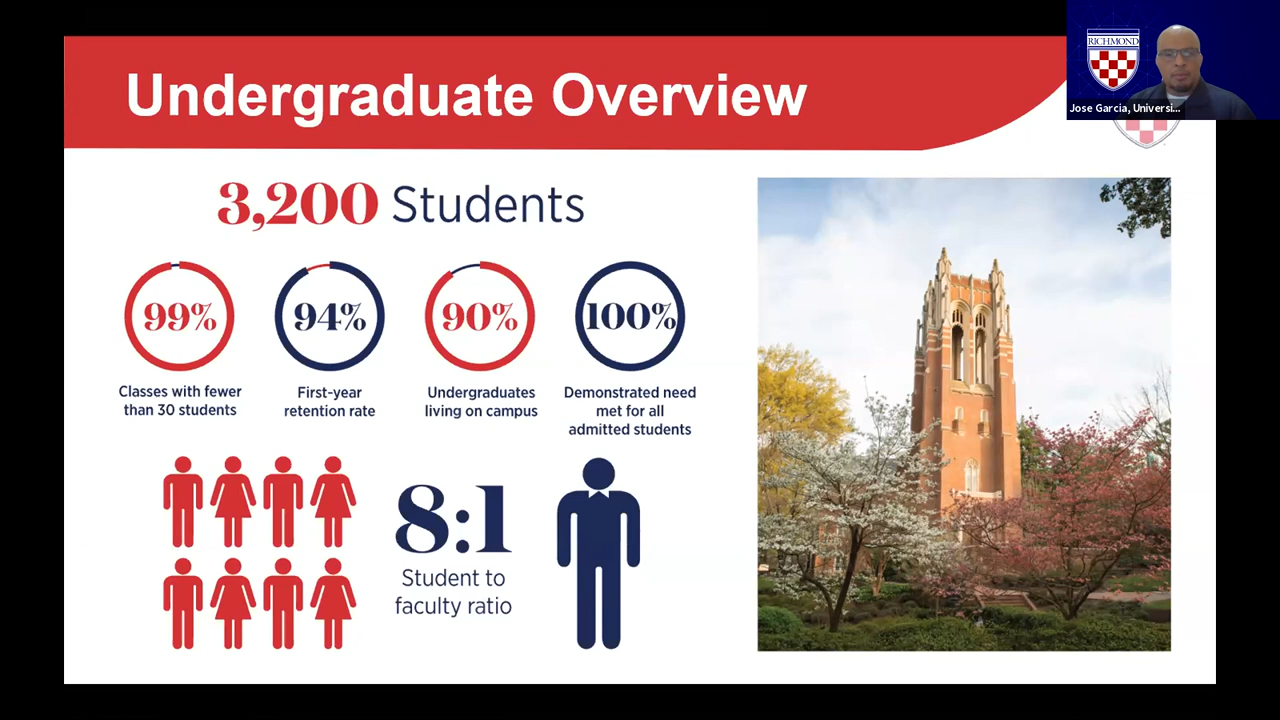 Undergraduate Overview
RICHMOND
Jose Garcia, Universi...
3,200 Students
99%
Classes with fewer
than 30 students
94%
First-year
retention rate
90%
Undergraduates
living on campus
100%
Demonstrated need
met for all
admitted students
8:1
Student to
faculty ratio